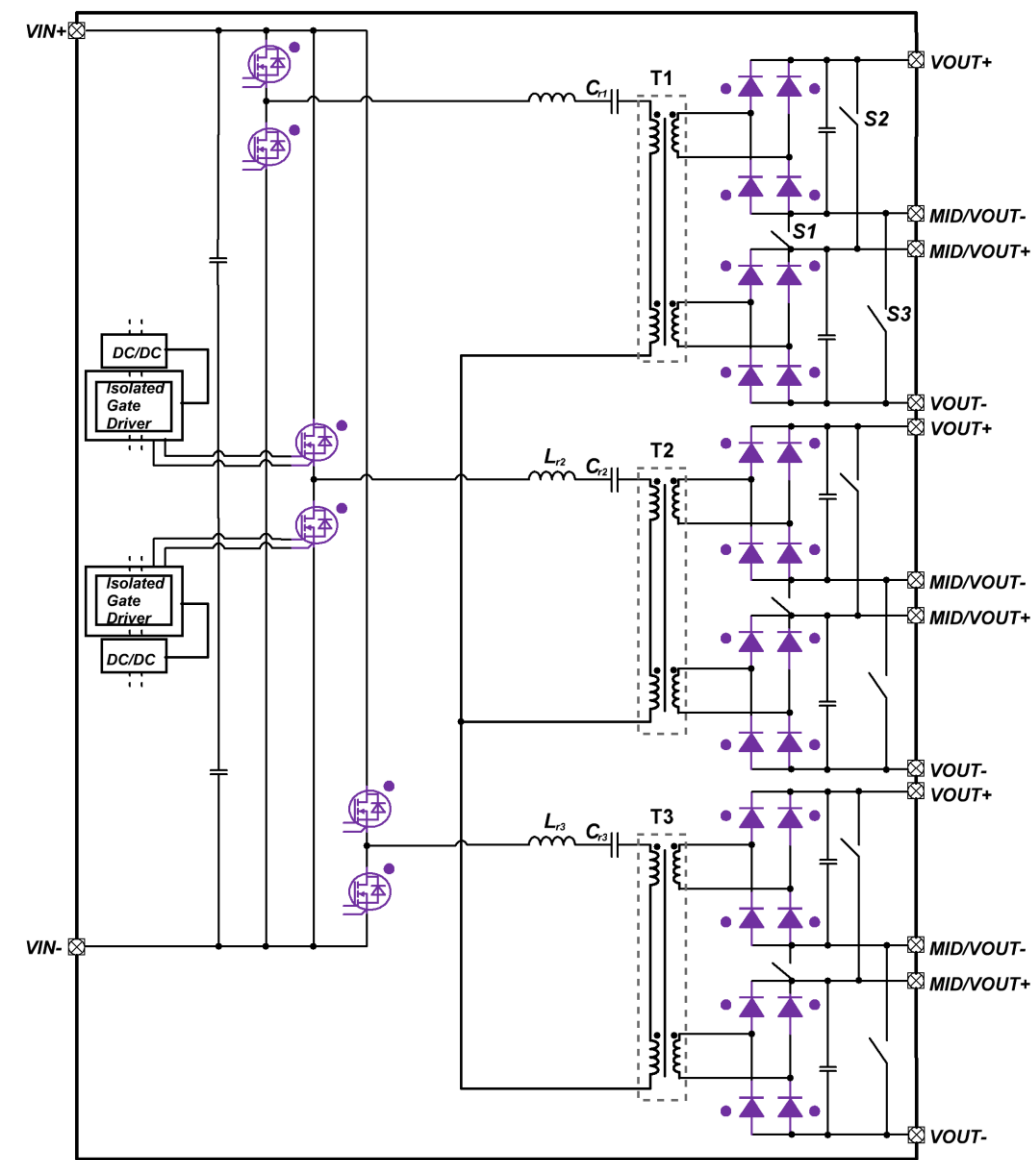 VIN+
VOUT+
T1
Cr1
S2
MID/VOUT-
S1
MID/VOUT+
S3
DC/DC
Isolated
Gate
Driver
VOUT-
VOUT+
T2
Lr2
Cr2
Isolated
Gate
Driver
DC/DC
MID/VOUT-
MID/VOUT+
VOUT-
VOUT+
T3
Lr3
Cr3
VIN-
MID/VOUT-
MID/VOUT+
VOUT-